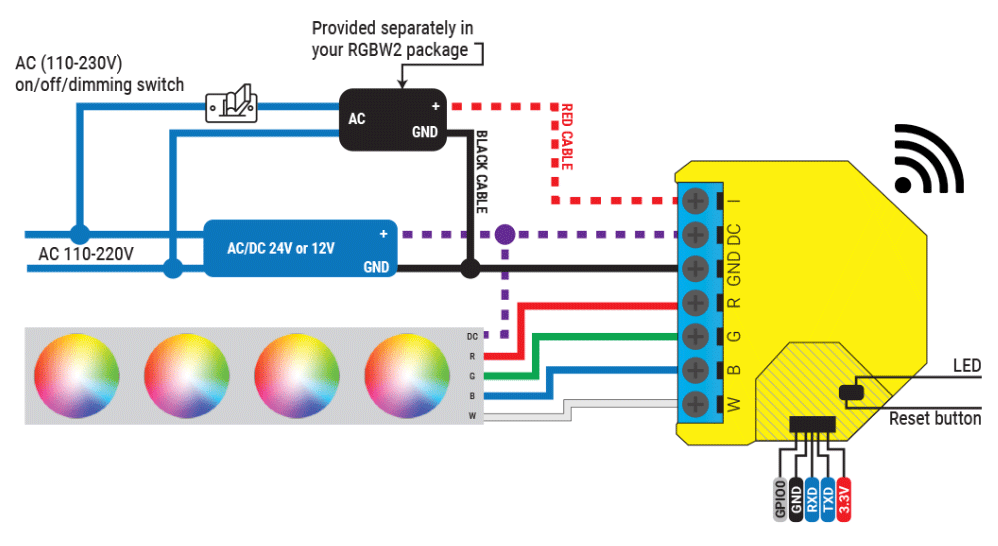 Provided separately in
your RGBW2 package
AC (110-230V)
on/off/dimming switch
AC
+
GND
RED CABLE
BLACK CABLE
AC 110-220V
AC/DC 24V or 12V
+
GND
I
DC
GND
R
G
B
W
DC
R
G
B
W
LED
Reset button
GPIO0
GND
RXD
TXD
3.3V